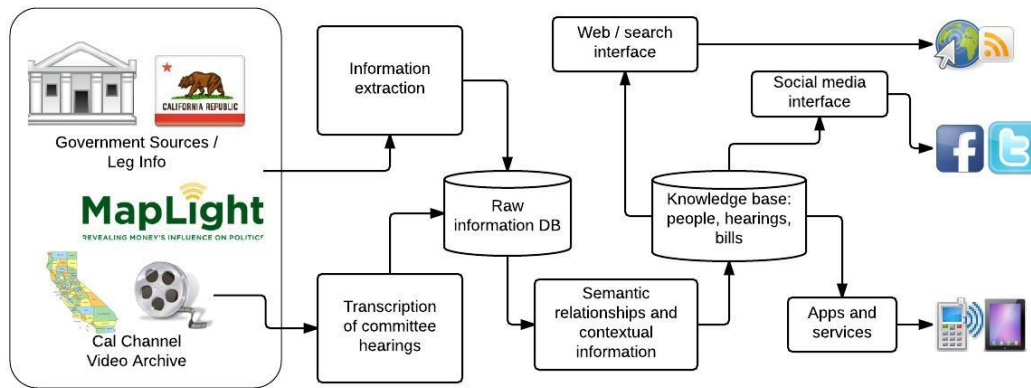 CALIFORNIA REPUBLIC
Government Sources /
Leg Info
MapLight
REVEALING MONEY'S INFLUENCE ON POLITIC
Cal Channel
Video Archive
Information
extraction
Transcription
of committee
hearings
Raw
information DB
Semantic
relationships and
contextual
information
Web / search
interface
Knowledge base:
people, hearings,
bills
Social media
interface
Apps and
services
f
t